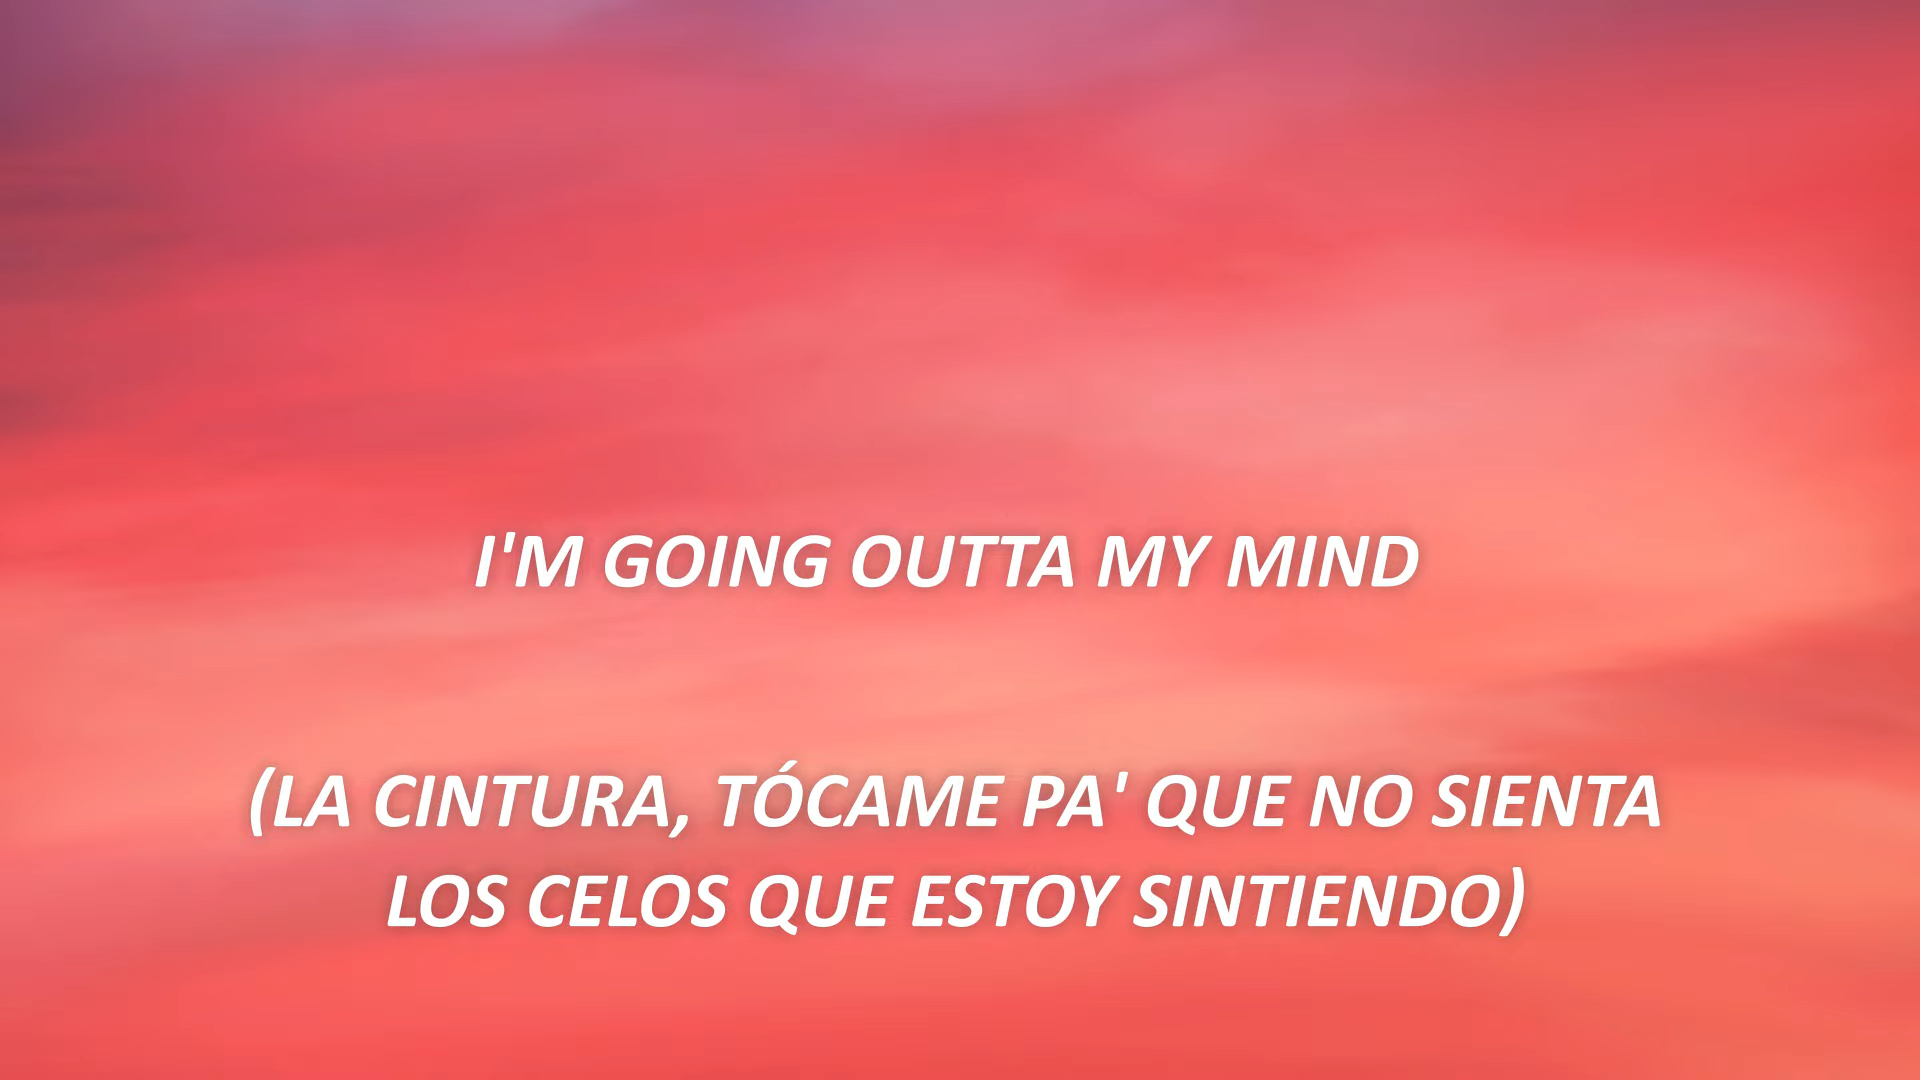 I'M GOING OUTTA MY MIND
(LA CINTURA, TÓCAME PA' QUE NO SIENTA
LOS CELOS QUE ESTOY SINTIENDO)